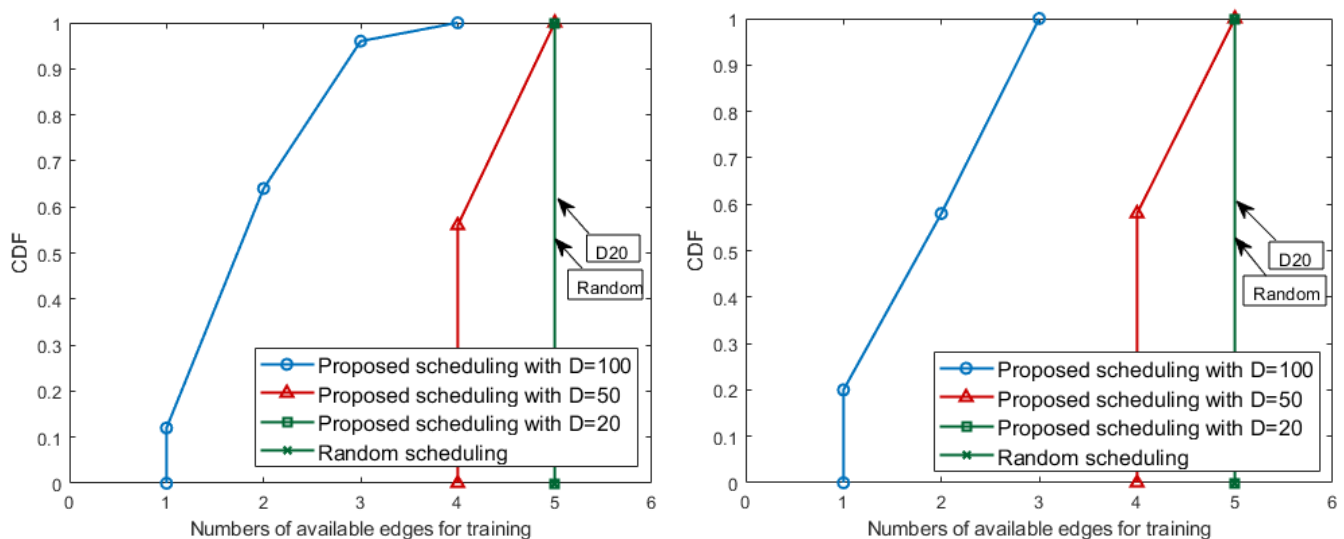 1
0.9
0.8
0.7
0.6
0.5
0.4
0.3
0.2
0.1
0
CDF
D20
Random
Proposed scheduling with D=100
Proposed scheduling with D=50
Proposed scheduling with D=20
Random scheduling
0 1 2 3 4 5 6
Numbers of available edges for training
1
0.9
0.8
0.7
0.6
0.5
0.4
0.3
0.2
0.1
0
CDF
D20
Random
Proposed scheduling with D=100
Proposed scheduling with D=50
Proposed scheduling with D=20
Random scheduling
0 1 2 3 4 5 6
Numbers of available edges for training